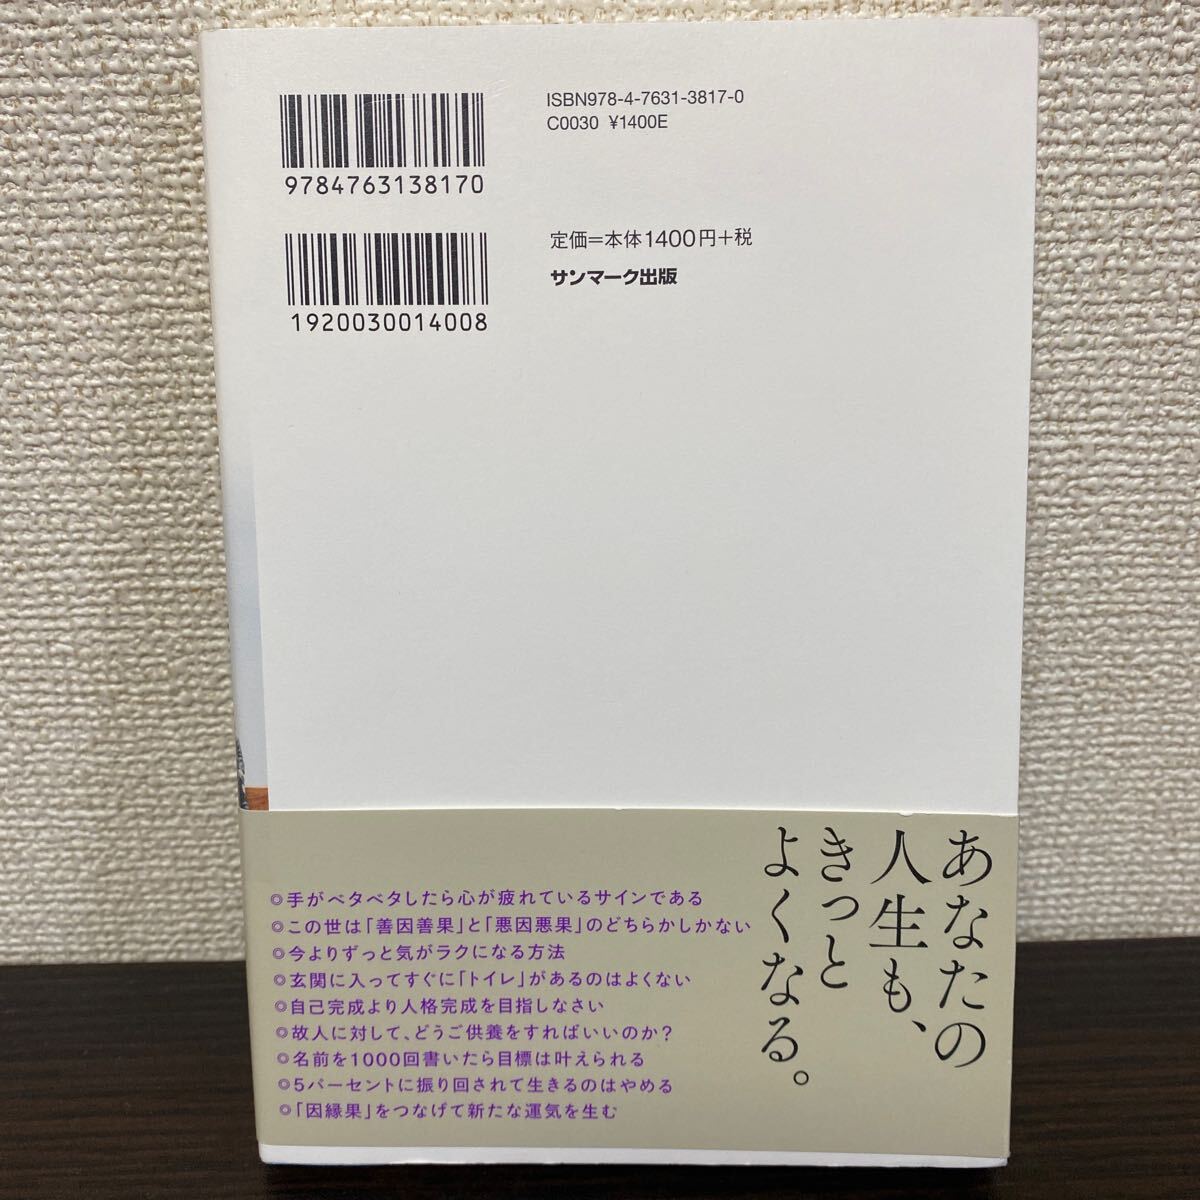 ISBN978-4-7631-3817-0
C0030 ¥1400E
9784763138170
定価=本体1400円+税
サンマーク出版
1920030014008
あなたの
人生も、
きっと
よくなる。
◎手がベタベタしたら心が疲れているサインである
◎この世は「善因善果」と「悪因悪果」のどちらかしかない
◎今よりずっと気がラクになる方法
◎玄関に入ってすぐに「トイレ」があるのはよくない
◎自己完成より人格完成を目指しなさい
◎故人に対して、どうご供養をすればいいのか?
◎名前を1000回書いたら目標は叶えられる
◎5パーセントに振り回されて生きるのはやめる
◎「因縁果」をつなげて新たな運気を生む